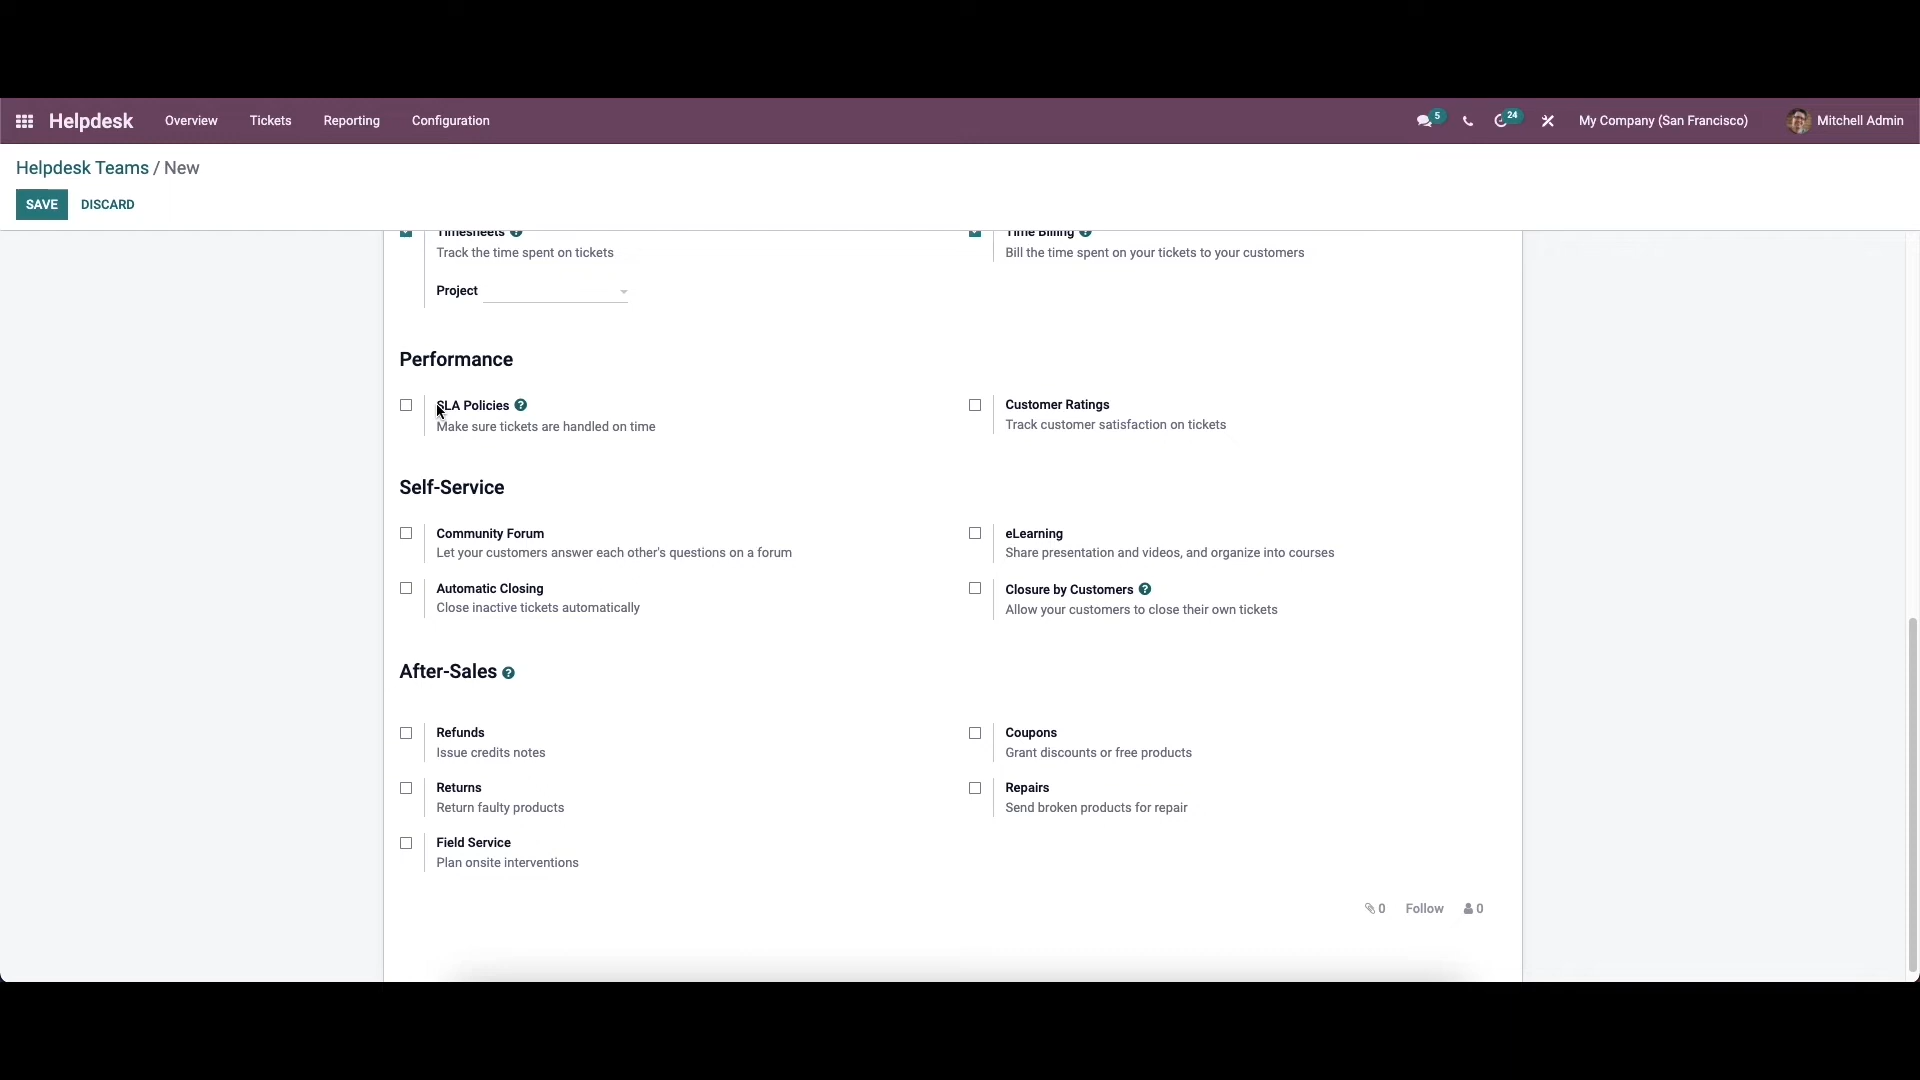 Helpdesk Overview Tickets Reporting Configuration 5 24 My Company (San Francisco) Mitchell Admin
Helpdesk Teams / New
SAVE DISCARD
Timesheets ? Time Billing ?
Track the time spent on tickets Bill the time spent on your tickets to your customers
Project
Performance
SLA Policies ? Customer Ratings
Make sure tickets are handled on time Track customer satisfaction on tickets
Self-Service
Community Forum eLearning
Let your customers answer each other's questions on a forum Share presentation and videos, and organize into courses
Automatic Closing Closure by Customers ?
Close inactive tickets automatically Allow your customers to close their own tickets
After-Sales ?
Refunds Coupons
Issue credits notes Grant discounts or free products
Returns Repairs
Return faulty products Send broken products for repair
Field Service
Plan onsite interventions
0 Follow 0